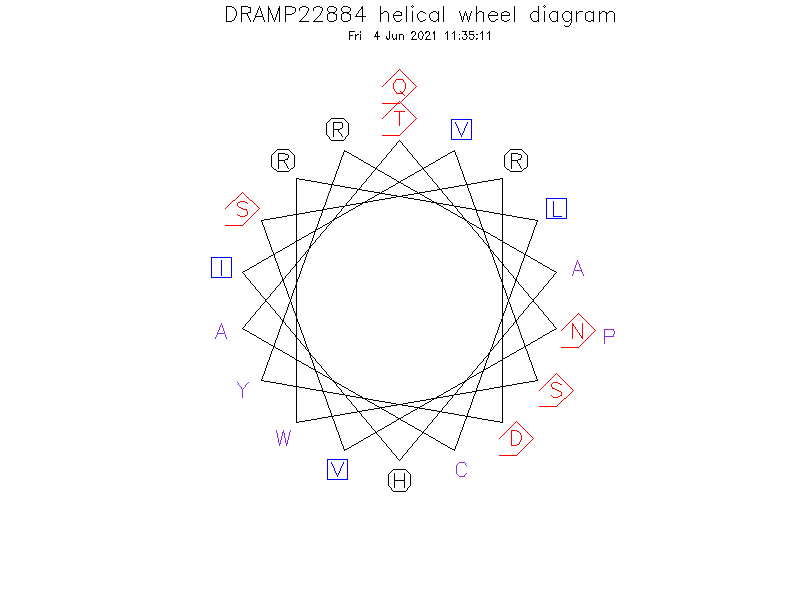 DRAMP22884 helical wheel diagram
Fri 4 Jun 2021 11:35:11
Q
T
R V
R R
S L
I A
A N P
Y S
W D
V C
H